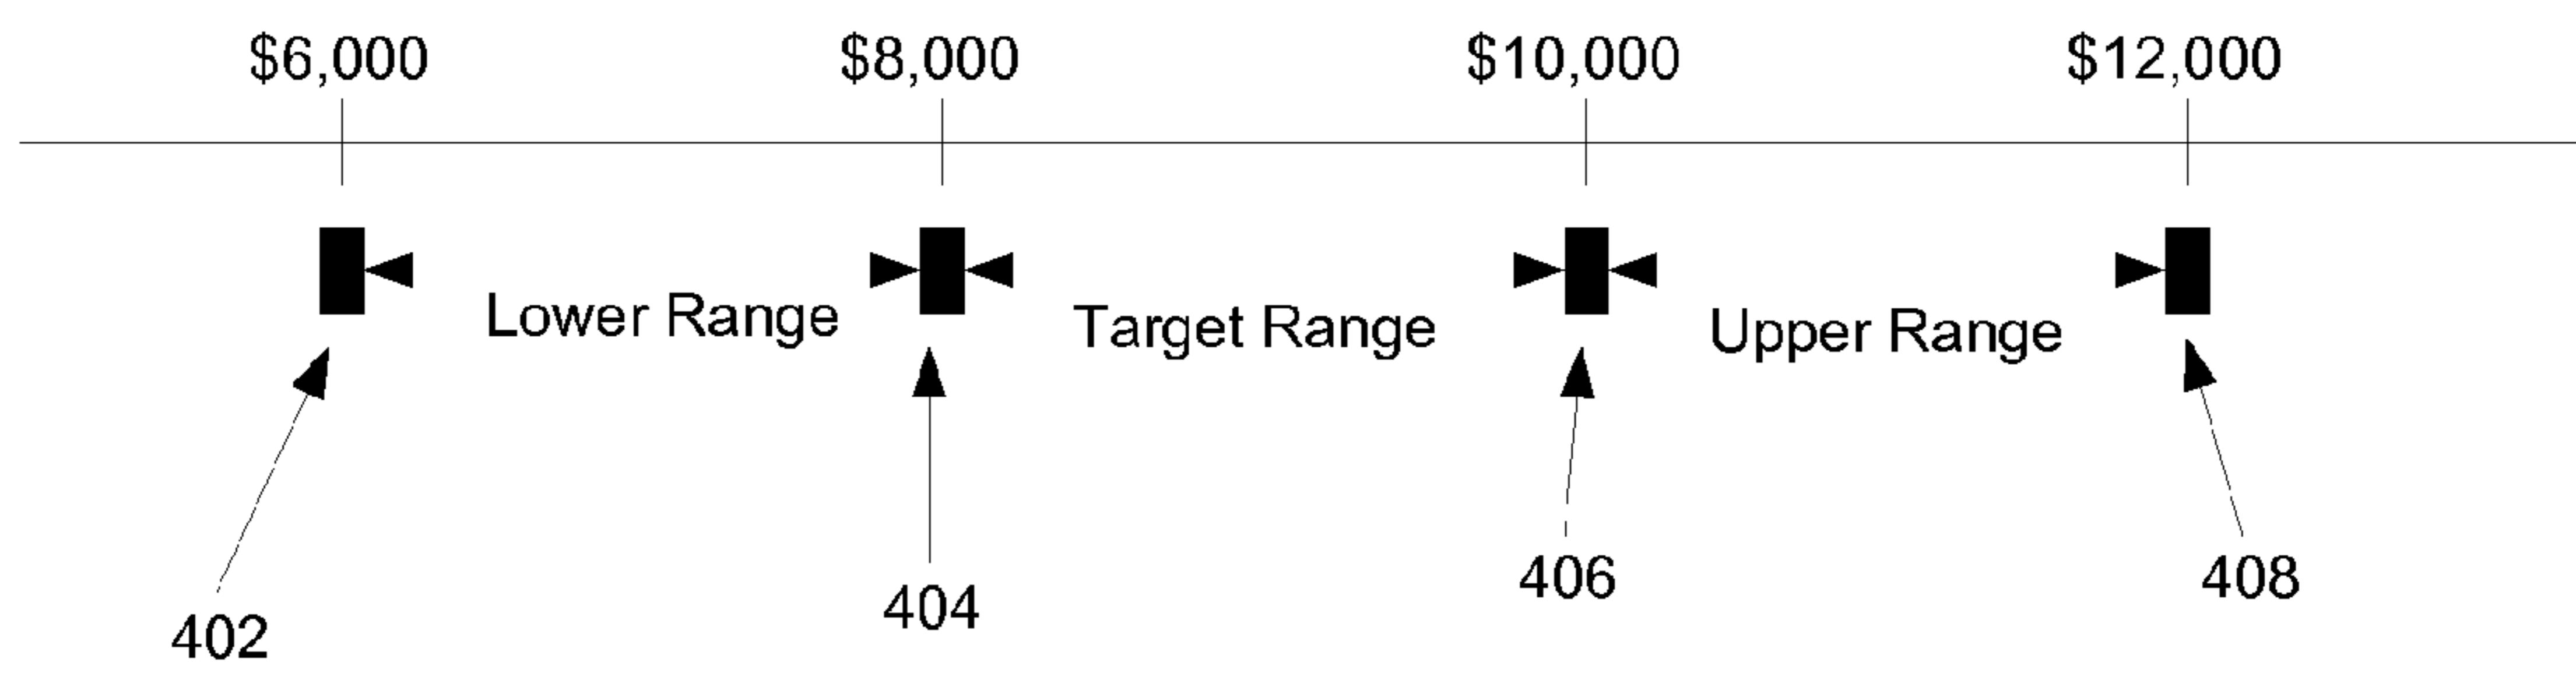 $6,000 $8,000 $10,000 $12,000
Lower Range Target Range Upper Range
402 404 406 408